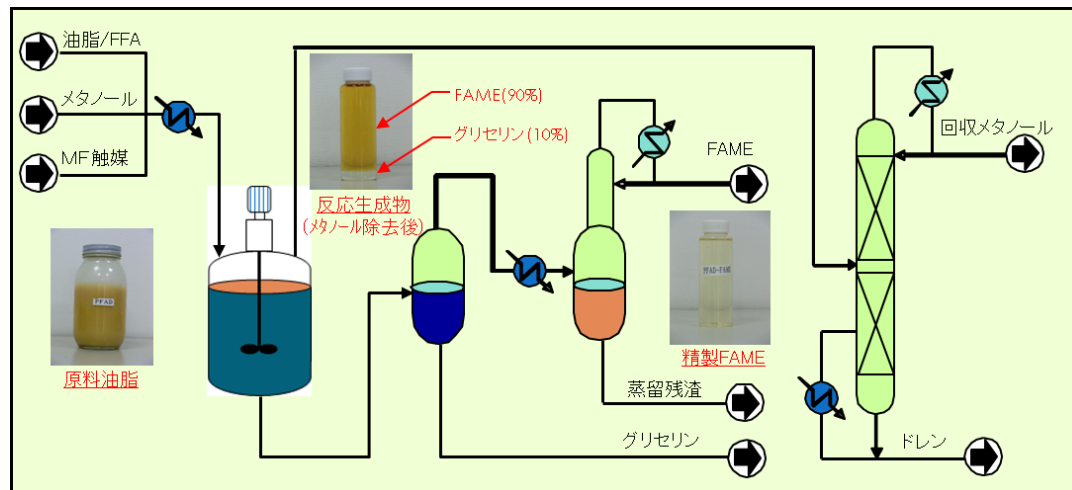 油脂/FFA
メタノール
MF触媒
FAME(90%)
グリセリン(10%)
反応生成物
(メタノール除去後)
PFAD
原料油脂
FAME
PFAD-FAME
精製FAME
蒸留残渣
グリセリン
回収メタノール
ドレン